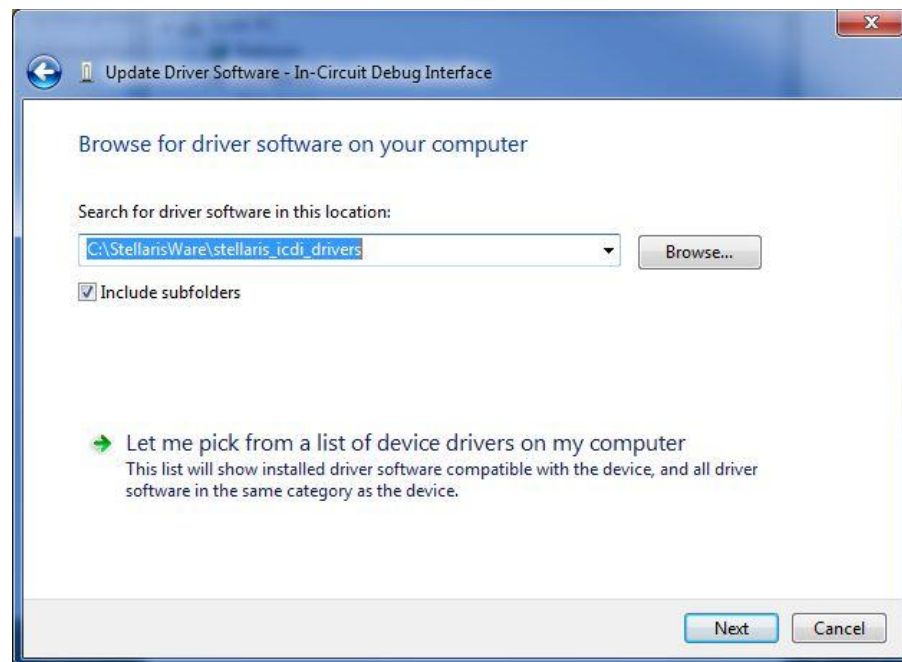 Update Driver Software - In-Circuit Debug Interface
Browse for driver software on your computer
Search for driver software in this location:
C:\StellarisWare\stellaris_icdi_drivers
Browse...
Include subfolders
Let me pick from a list of device drivers on my computer
This list will show installed driver software compatible with the device, and all driver
software in the same category as the device.
Next
Cancel